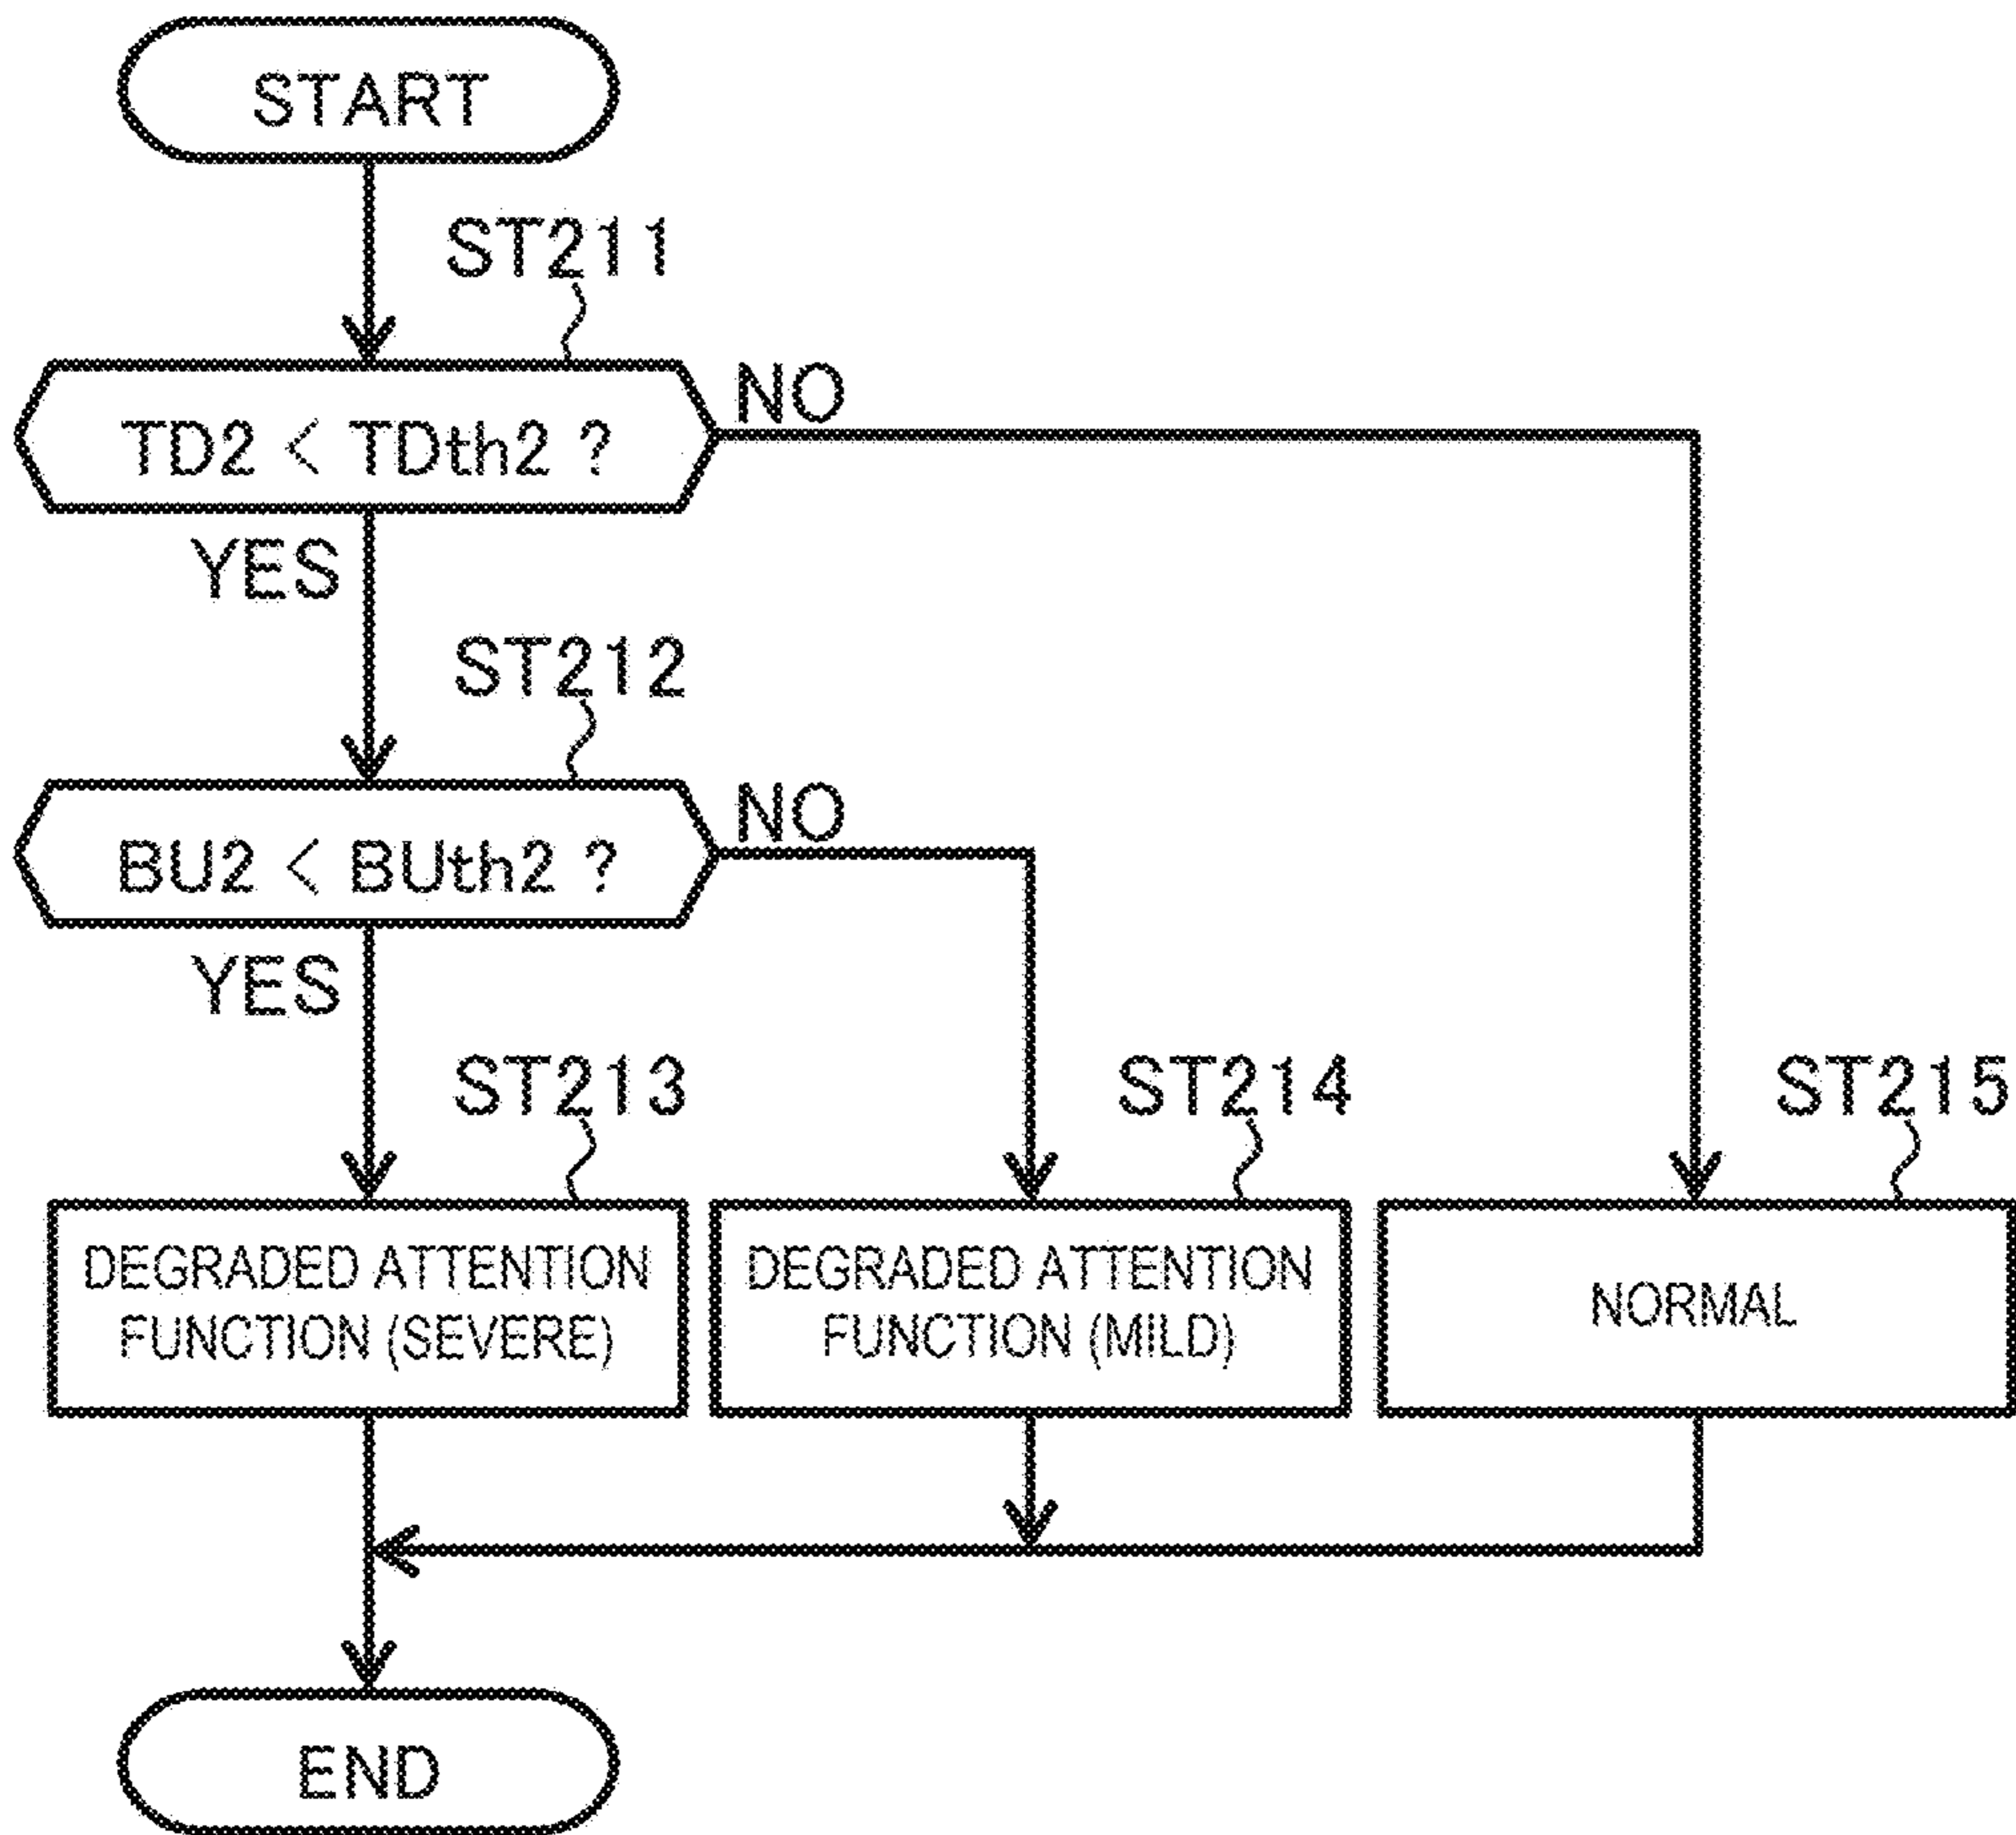 START
ST211
TD2 < TDth2 ?
NO
YES
ST212
BU2 < BUth2 ?
NO
YES
ST213
ST214
ST215
DEGRADED ATTENTION
FUNCTION (SEVERE)
DEGRADED ATTENTION
FUNCTION (MILD)
NORMAL
END